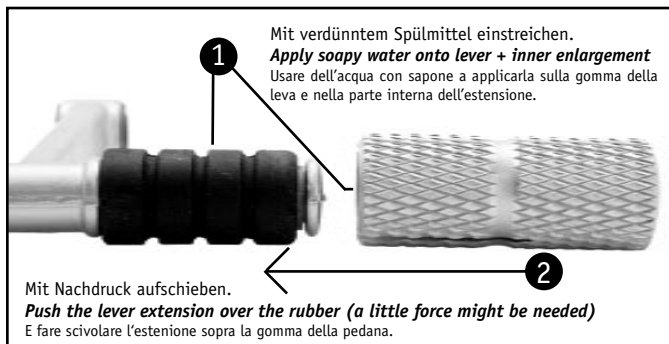 Mit verdünntem Spülmittel einstreichen.
Apply soapy water onto lever + inner enlargement
Usare dell'acqua con sapone a applicarla sulla gomma della
leva e nella parte interna dell'estensione.
1
2
Mit Nachdruck aufschieben.
Push the lever extension over the rubber (a little force might be needed)
E fare scivolare l'estenione sopra la gomma della pedana.